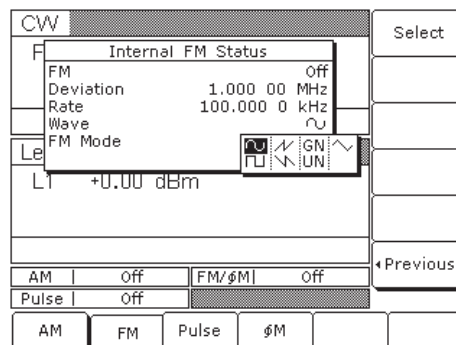 CW
Select
F
Internal FM Status
FM Off
Deviation 1.000 00 MHz
Rate 100.000 0 kHz
Wave
FM Mode
GN
UN
Le
L1 +0.00 dBm
Previous
AM | Off FM/ϕM| Off
Pulse | Off
AM FM Pulse ϕM